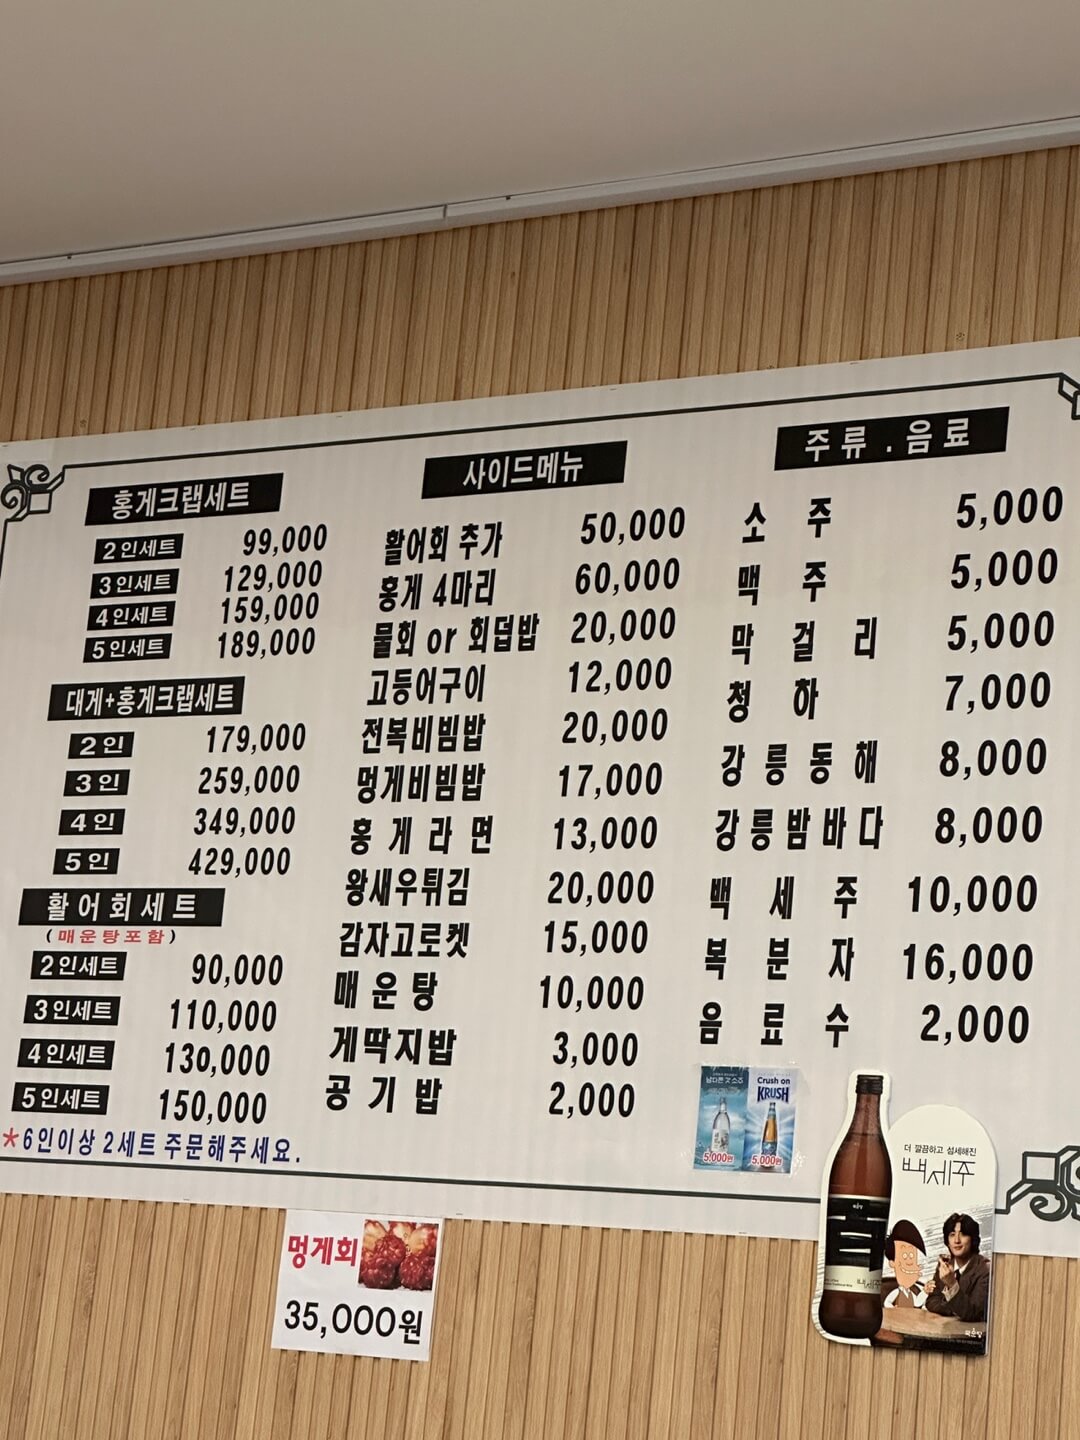 홍게크랩세트
2인세트 99,000
3인세트 129,000
4인세트 159,000
5인세트 189,000
대게+홍게크랩세트
2인 179,000
3인 259,000
4인 349,000
5인 429,000
활어회세트
(매운탕포함)
2인세트 90,000
3인세트 110,000
4인세트 130,000
5인세트 150,000
*6인이상 2세트 주문해주세요.
사이드메뉴
활어회 추가 50,000
홍게 4마리 60,000
물회 or 회덮밥 20,000
고등어구이 12,000
전복비빔밥 20,000
멍게비빔밥 17,000
홍게라면 13,000
왕새우튀김 20,000
감자고로켓 15,000
매운탕 10,000
게딱지밥 3,000
공기밥 2,000
주류.음료
소주 5,000
맥주 5,000
막걸리 5,000
청하 7,000
강릉동해 8,000
강릉밤바다 8,000
백세주 10,000
복분자 16,000
음료수 2,000
5,000원
Crush on
KRUSH
5,000원
더 깔끔하고 섬세해진
백세주
멍게회
35,000원